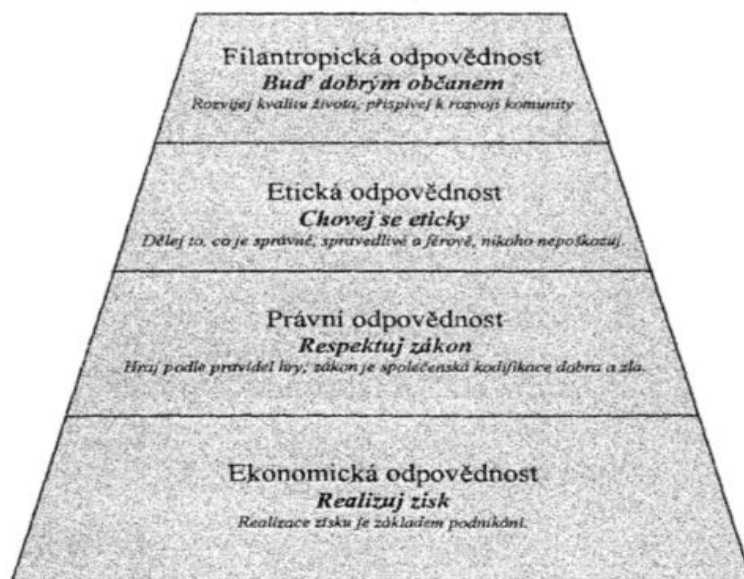 Filantropická odpovědnost
Buď dobrým občanem
Rozvíjej kvalitu života, přispívej k rozvoji komunity
Etická odpovědnost
Chovej se eticky
Dělej to, co je správné, spravedlivé a férové, nikoho nepoškozuj.
Právní odpovědnost
Respektuj zákon
Hraj podle pravidel hry, zákon je společenská kodifikace dobra a zla.
Ekonomická odpovědnost
Realizuj zisk
Realizace zisku je základem podnikání.